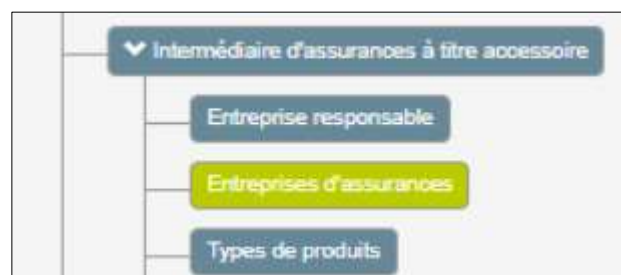 Intermédiaire d'assurances à titre accessoire
Entreprise responsable
Entreprises d'assurances
Types de produits